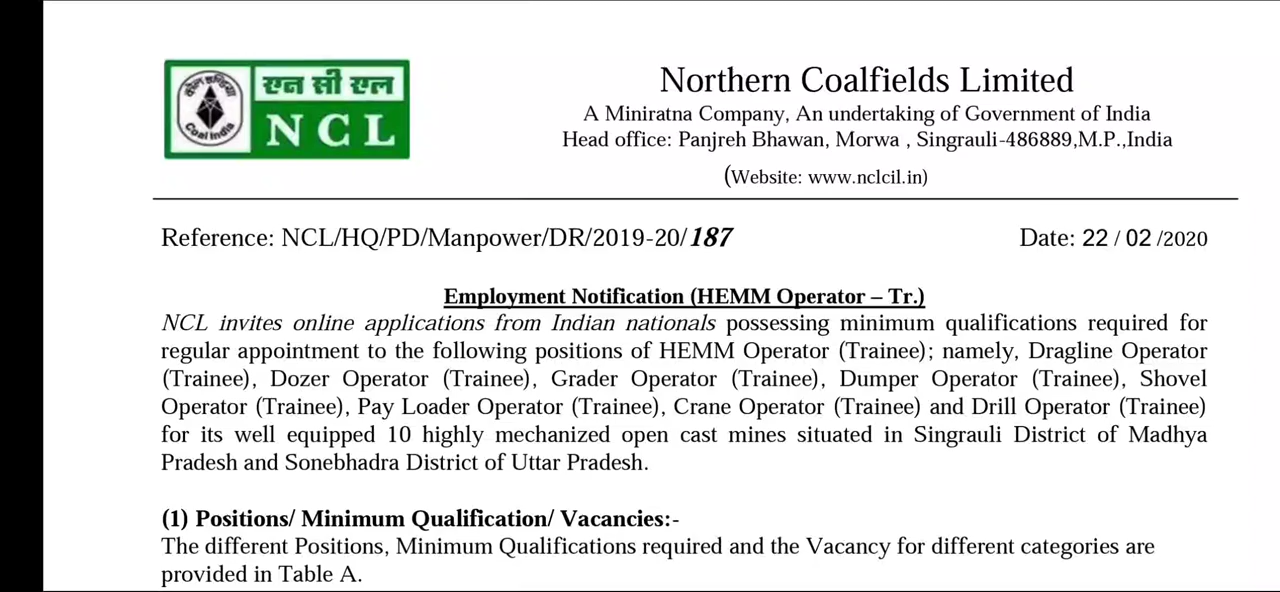 कोल इण्डिया
Coal India
एन सी एल
NCL
Northern Coalfields Limited
A Miniratna Company, An undertaking of Government of India
Head office: Panjreh Bhawan, Morwa , Singrauli-486889,M.P.,India
(Website: www.nclcil.in)
Reference: NCL/HQ/PD/Manpower/DR/2019-20/187 Date: 22 / 02 /2020
Employment Notification (HEMM Operator – Tr.)
NCL invites online applications from Indian nationals possessing minimum qualifications required for
regular appointment to the following positions of HEMM Operator (Trainee); namely, Dragline Operator
(Trainee), Dozer Operator (Trainee), Grader Operator (Trainee), Dumper Operator (Trainee), Shovel
Operator (Trainee), Pay Loader Operator (Trainee), Crane Operator (Trainee) and Drill Operator (Trainee)
for its well equipped 10 highly mechanized open cast mines situated in Singrauli District of Madhya
Pradesh and Sonebhadra District of Uttar Pradesh.
(1) Positions/ Minimum Qualification/ Vacancies:-
The different Positions, Minimum Qualifications required and the Vacancy for different categories are
provided in Table A.